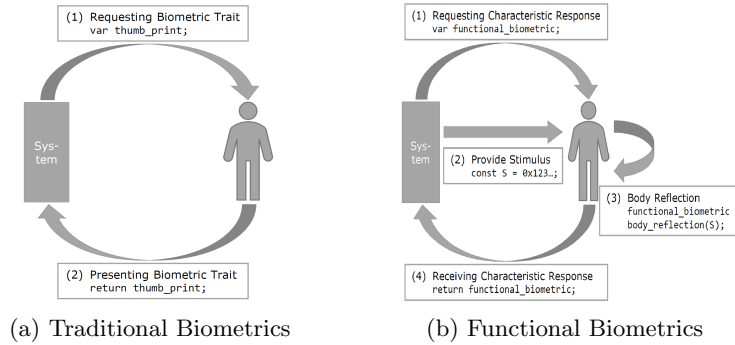 (1) Requesting Biometric Trait
var thumb_print;
Sys-
tem
(2) Presenting Biometric Trait
return thumb_print;
(a) Traditional Biometrics
(1) Requesting Characteristic Response
var functional_biometric;
Sys-
tem
(2) Provide Stimulus
const S = 0x123…;
(3) Body Reflection
functional_biometric
body_reflection(S);
(4) Receiving Characteristic Response
return functional_biometric;
(b) Functional Biometrics